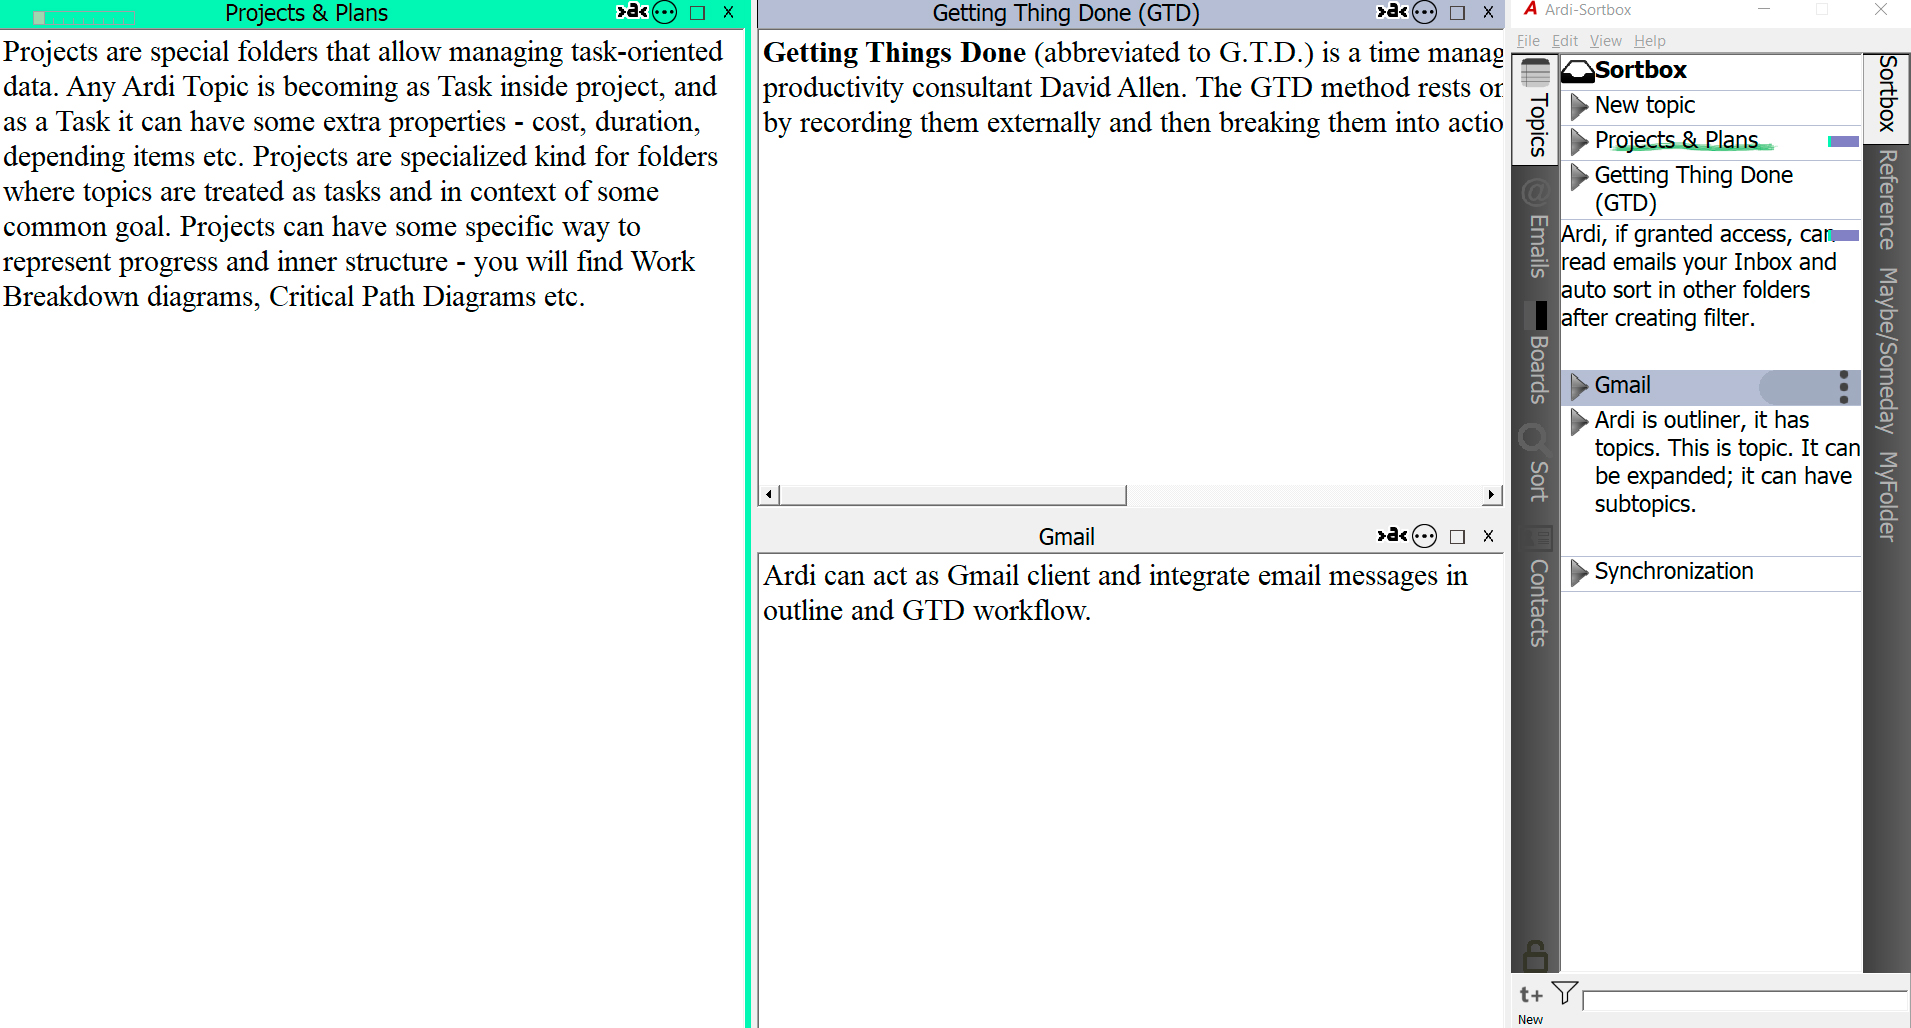 Projects & Plans
Projects are special folders that allow managing task-oriented
data. Any Ardi Topic is becoming as Task inside project, and
as a Task it can have some extra properties - cost, duration,
depending items etc. Projects are specialized kind for folders
where topics are treated as tasks and in context of some
common goal. Projects can have some specific way to
represent progress and inner structure - you will find Work
Breakdown diagrams, Critical Path Diagrams etc.
Getting Thing Done (GTD)
Getting Things Done (abbreviated to G.T.D.) is a time manag
productivity consultant David Allen. The GTD method rests or
by recording them externally and then breaking them into actio
Gmail
Ardi can act as Gmail client and integrate email messages in
outline and GTD workflow.
Ardi-Sortbox
File Edit View Help
Topics
Emails
Boards
Sort
Contacts
Sortbox
New topic
Projects & Plans
Getting Thing Done
(GTD)
Ardi, if granted access, can
read emails your Inbox and
auto sort in other folders
after creating filter.
Gmail
Ardi is outliner, it has
topics. This is topic. It can
be expanded; it can have
subtopics.
Synchronization
Sortbox
Reference
Maybe/Someday
MyFolder
t+
New